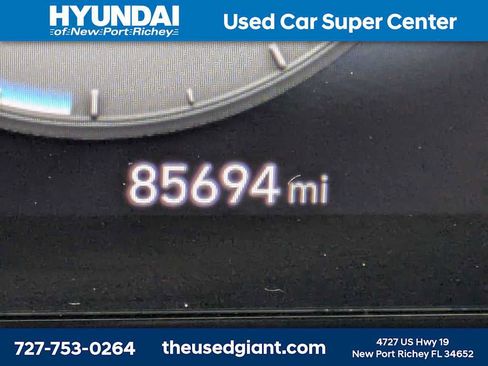 HYUNDAI
of New Port Richey
Used Car Super Center
85694 mi
727-753-0264
theusedgiant.com
4727 US Hwy 19
New Port Richey FL 34652